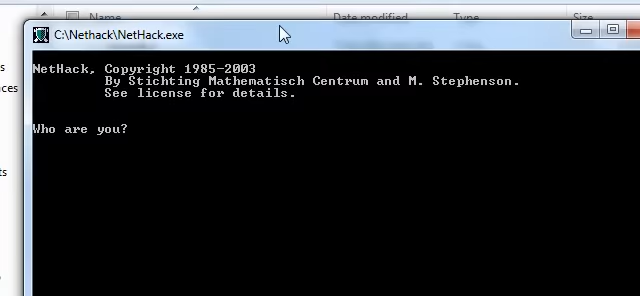 Name Date modified Type Size
C:\Nethack\NetHack.exe
NetHack, Copyright 1985-2003
By Stichting Mathematisch Centrum and M. Stephenson.
See license for details.
Who are you?